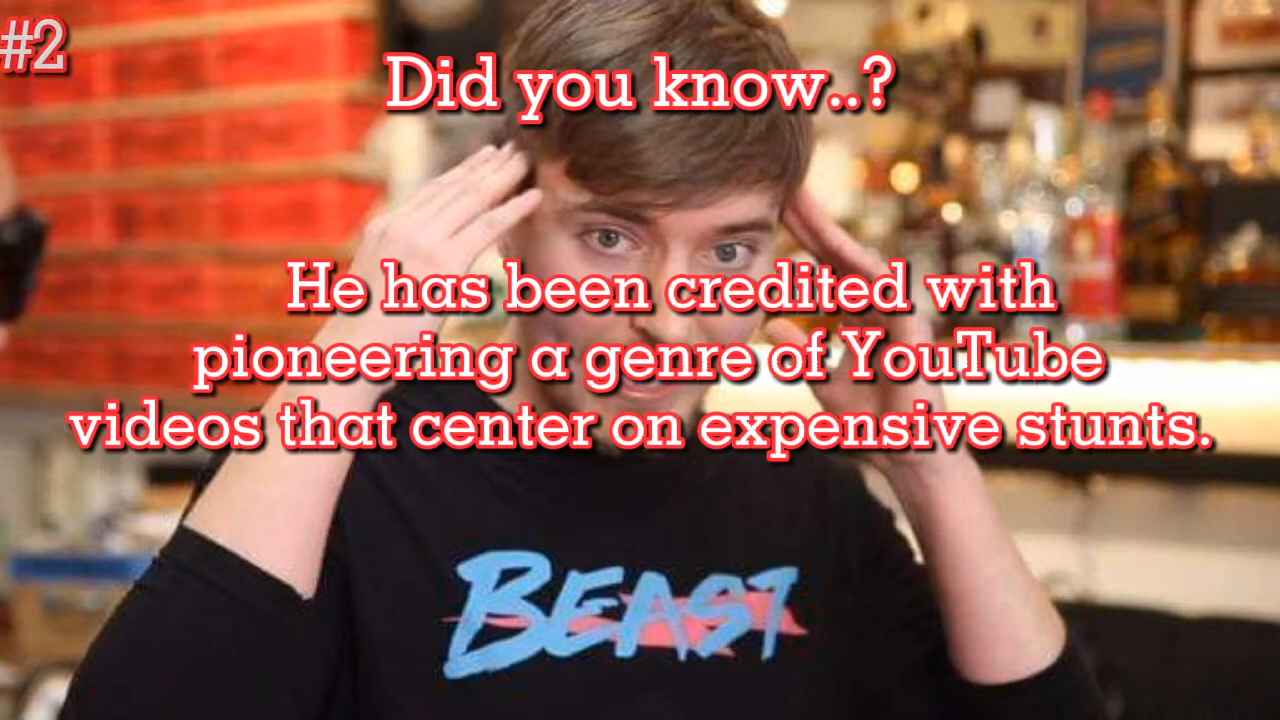 #2
Did you know..?
He has been credited with
pioneering a genre of YouTube
videos that center on expensive stunts.
BEAST